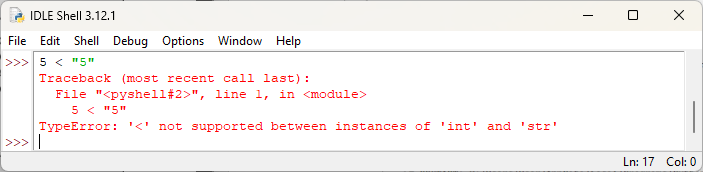 IDLE Shell 3.12.1
File Edit Shell Debug Options Window Help
>>> 5 < "5"
Traceback (most recent call last):
  File "<pyshell#2>", line 1, in <module>
    5 < "5"
TypeError: '<' not supported between instances of 'int' and 'str'
>>>
Ln: 17 Col: 0